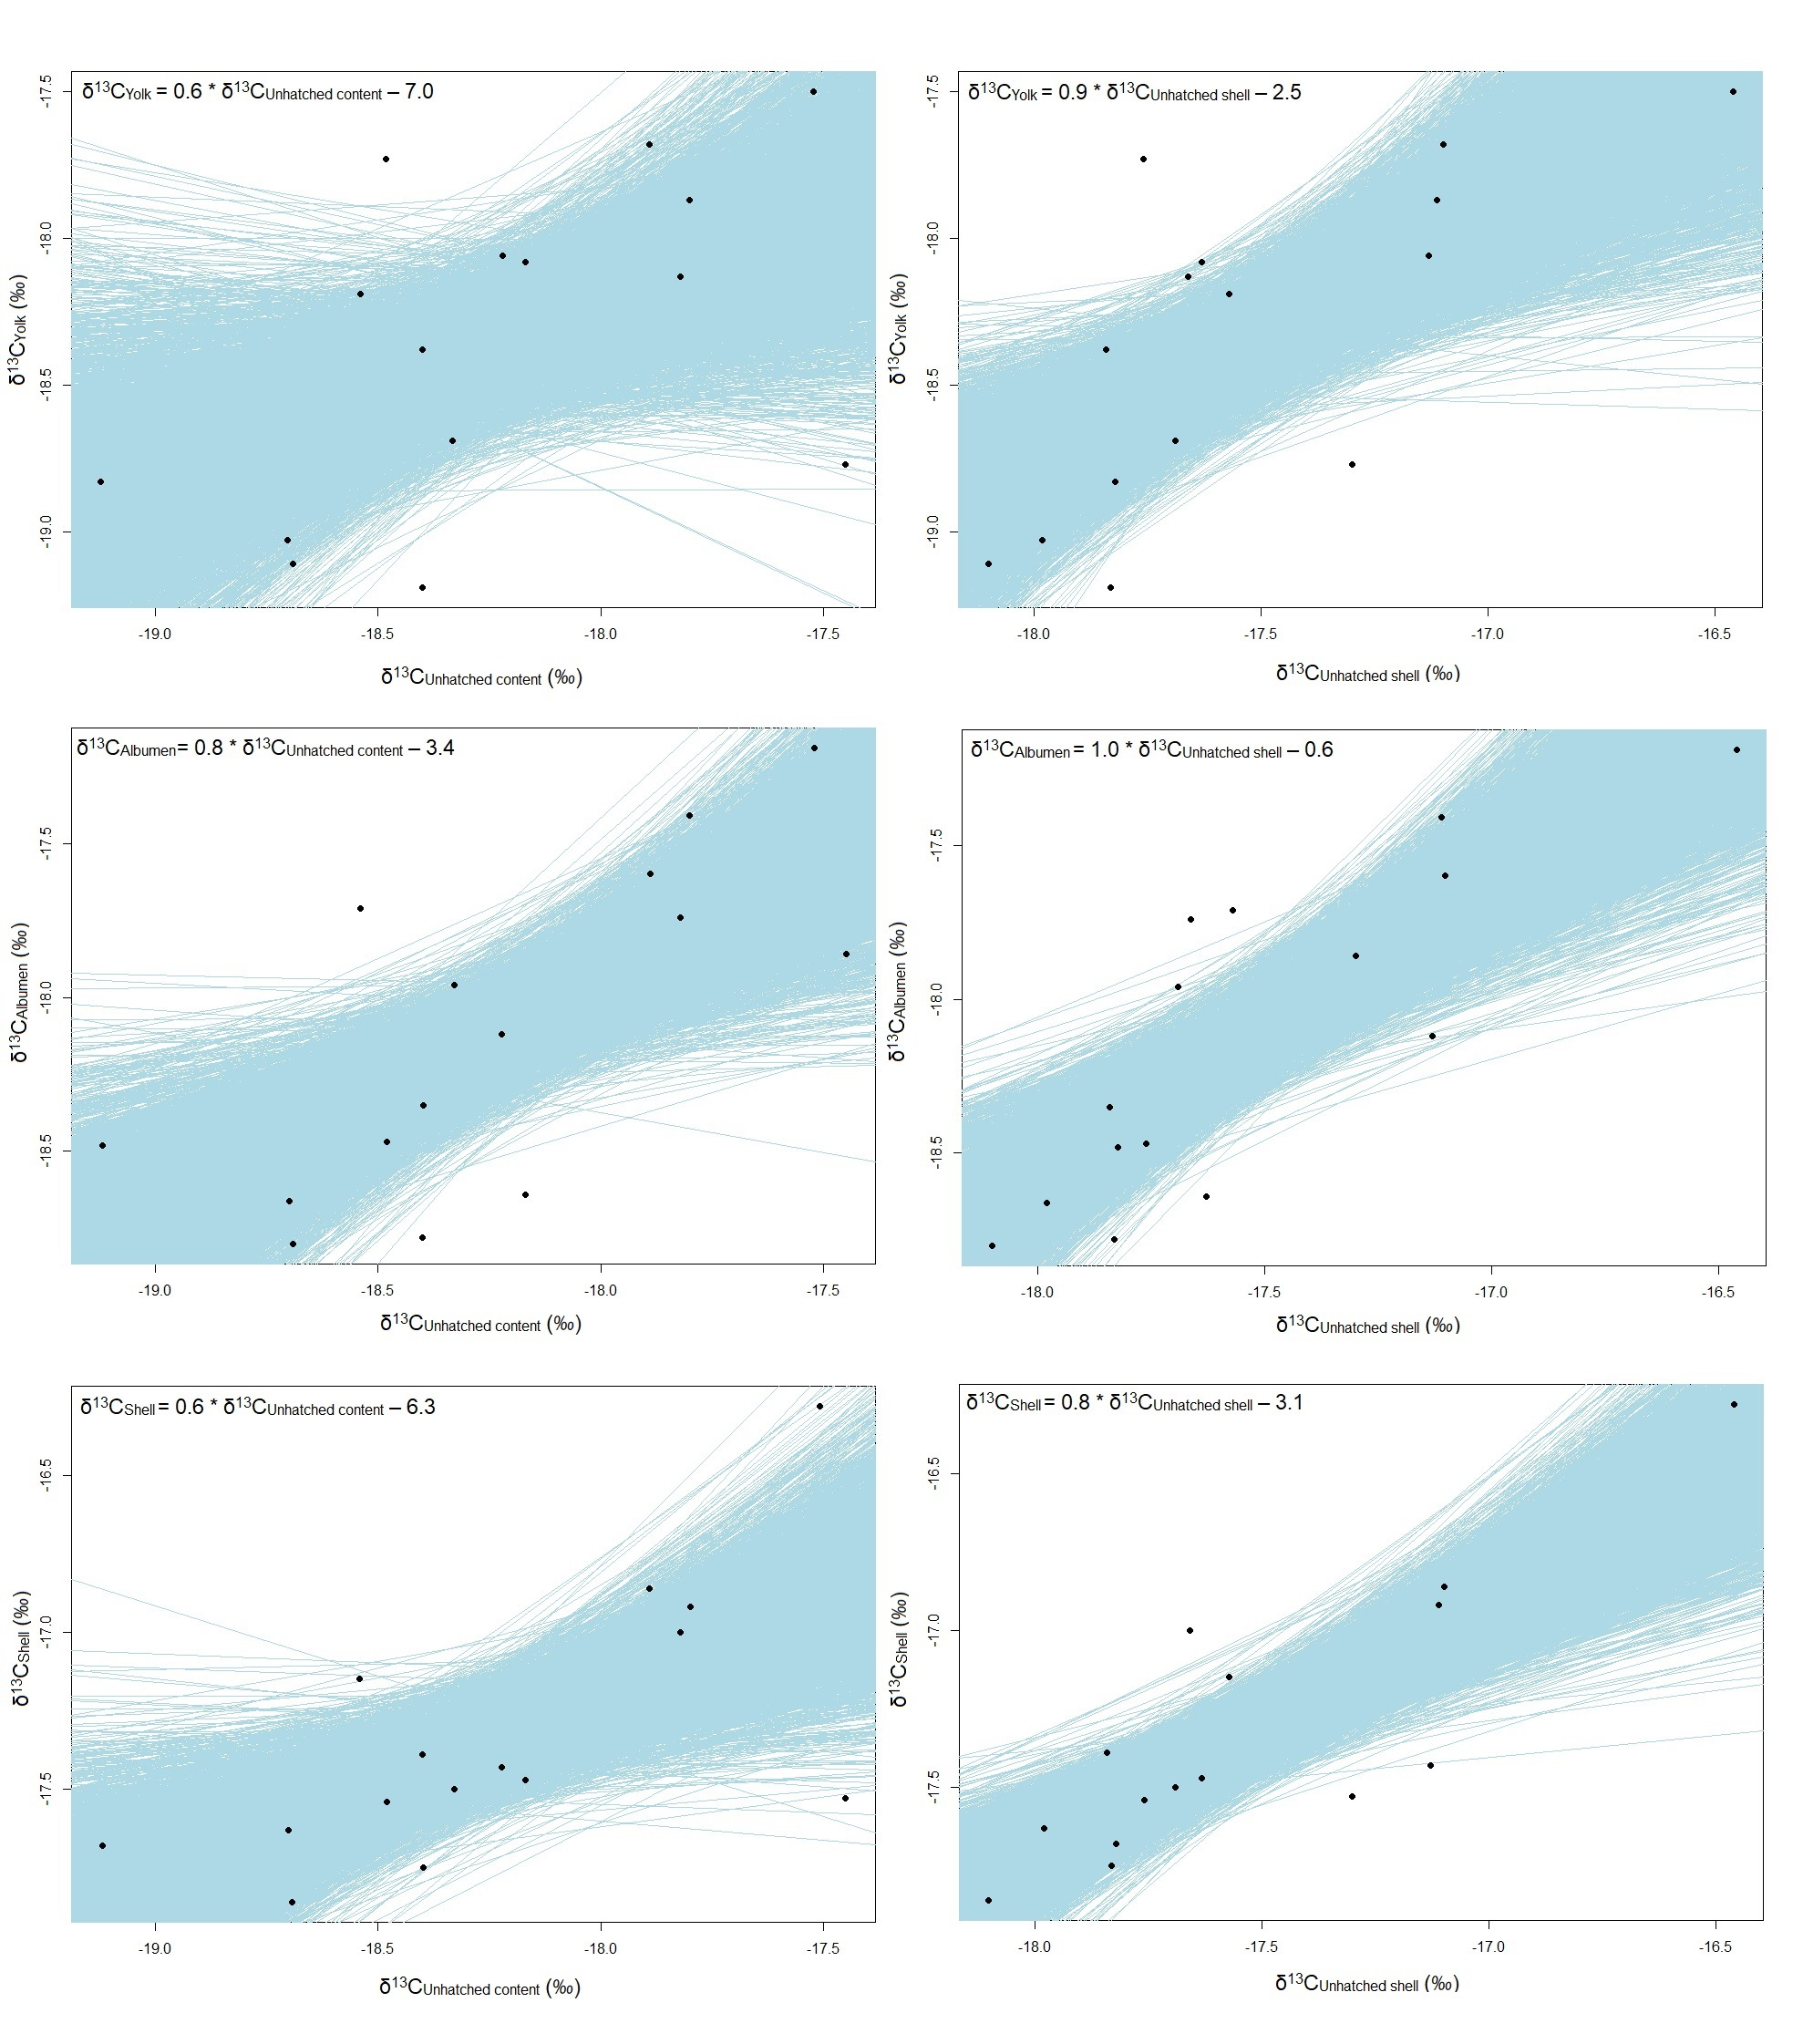 δ13CYolk = 0.6 * δ13CUnhatched content – 7.0
-17.5
-18.0
-18.5
-19.0
δ13CYolk (‰)
-19.0 -18.5 -18.0 -17.5
δ13CUnhatched content (‰)
δ13CYolk = 0.9 * δ13CUnhatched shell – 2.5
-17.5
-18.0
-18.5
-19.0
δ13CYolk (‰)
-18.0 -17.5 -17.0 -16.5
δ13CUnhatched shell (‰)
δ13CAlbumen = 0.8 * δ13CUnhatched content – 3.4
-17.5
-18.0
-18.5
δ13CAlbumen (‰)
-19.0 -18.5 -18.0 -17.5
δ13CUnhatched content (‰)
δ13CAlbumen = 1.0 * δ13CUnhatched shell – 0.6
-17.5
-18.0
-18.5
δ13CAlbumen (‰)
-18.0 -17.5 -17.0 -16.5
δ13CUnhatched shell (‰)
δ13CShell = 0.6 * δ13CUnhatched content – 6.3
-16.5
-17.0
-17.5
δ13CShell (‰)
-19.0 -18.5 -18.0 -17.5
δ13CUnhatched content (‰)
δ13CShell = 0.8 * δ13CUnhatched shell – 3.1
-16.5
-17.0
-17.5
δ13CShell (‰)
-18.0 -17.5 -17.0 -16.5
δ13CUnhatched shell (‰)